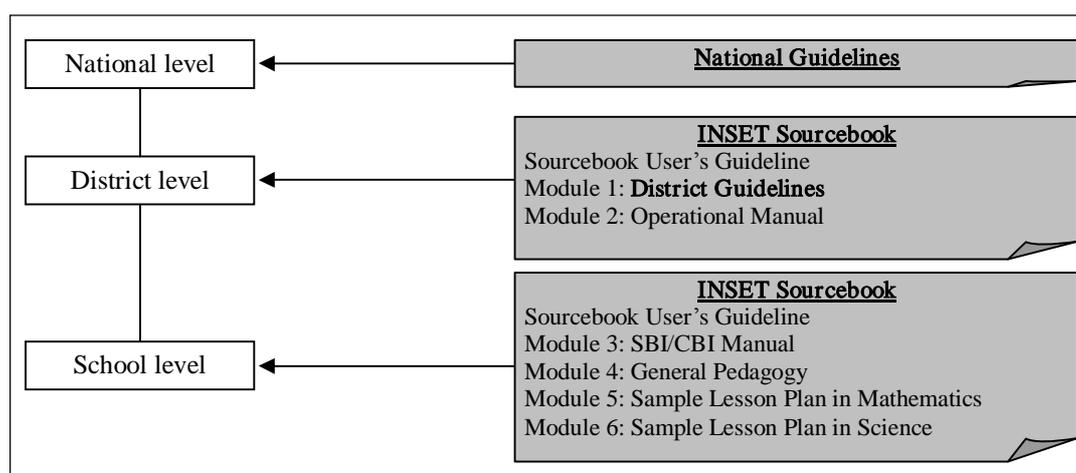 National level
National Guidelines
District level
INSET Sourcebook
Sourcebook User’s Guideline
Module 1: District Guidelines
Module 2: Operational Manual
School level
INSET Sourcebook
Sourcebook User’s Guideline
Module 3: SBI/CBI Manual
Module 4: General Pedagogy
Module 5: Sample Lesson Plan in Mathematics
Module 6: Sample Lesson Plan in Science